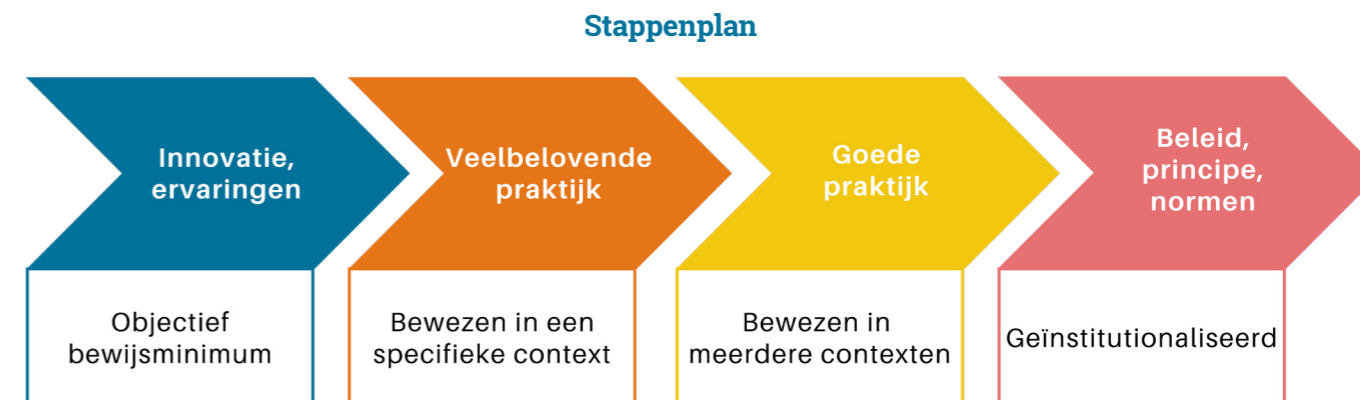 Stappenplan
Innovatie,
ervaringen
Veelbelovende
praktijk
Goede
praktijk
Beleid,
principe,
normen
Objectief
bewijsminimum
Bewezen in een
specifieke context
Bewezen in
meerdere contexten
Geïnstitutionaliseerd